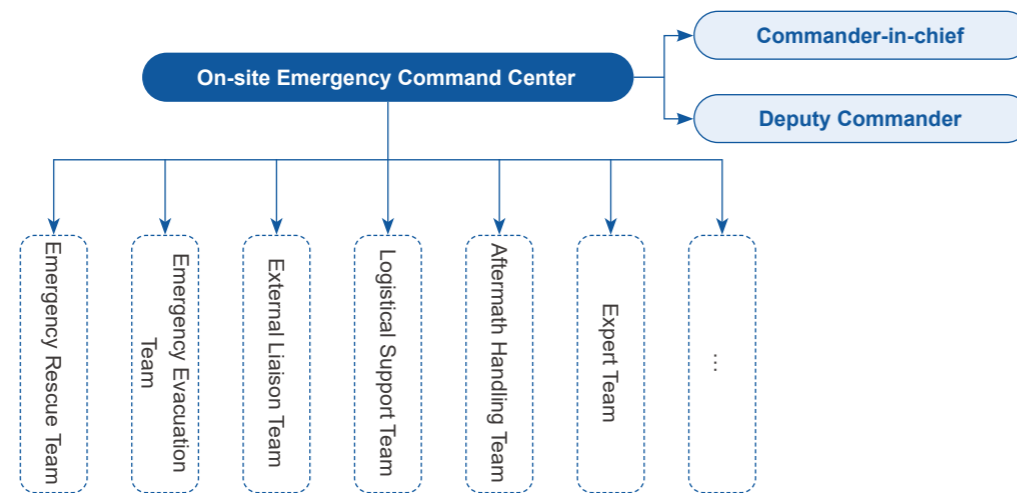 Commander-in-chief
On-site Emergency Command Center
Deputy Commander
Emergency Rescue Team
Emergency Evacuation
Team
External Liaison Team
Logistical Support Team
Aftermath Handling Team
Expert Team
…